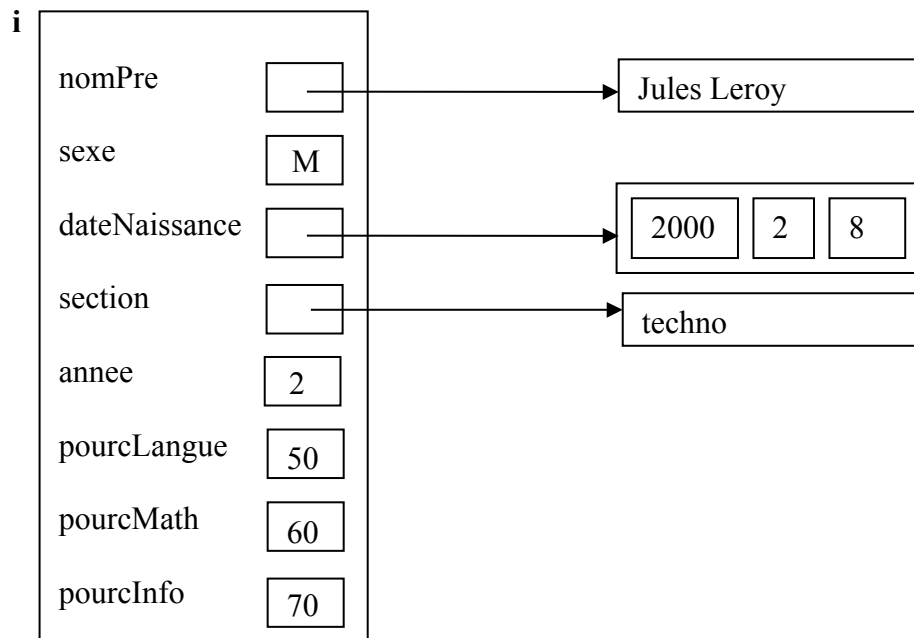 i
nomPre Jules Leroy
sexe M
dateNaissance 2000 2 8
section techno
annee 2
pourcLangue 50
pourcMath 60
pourcInfo 70